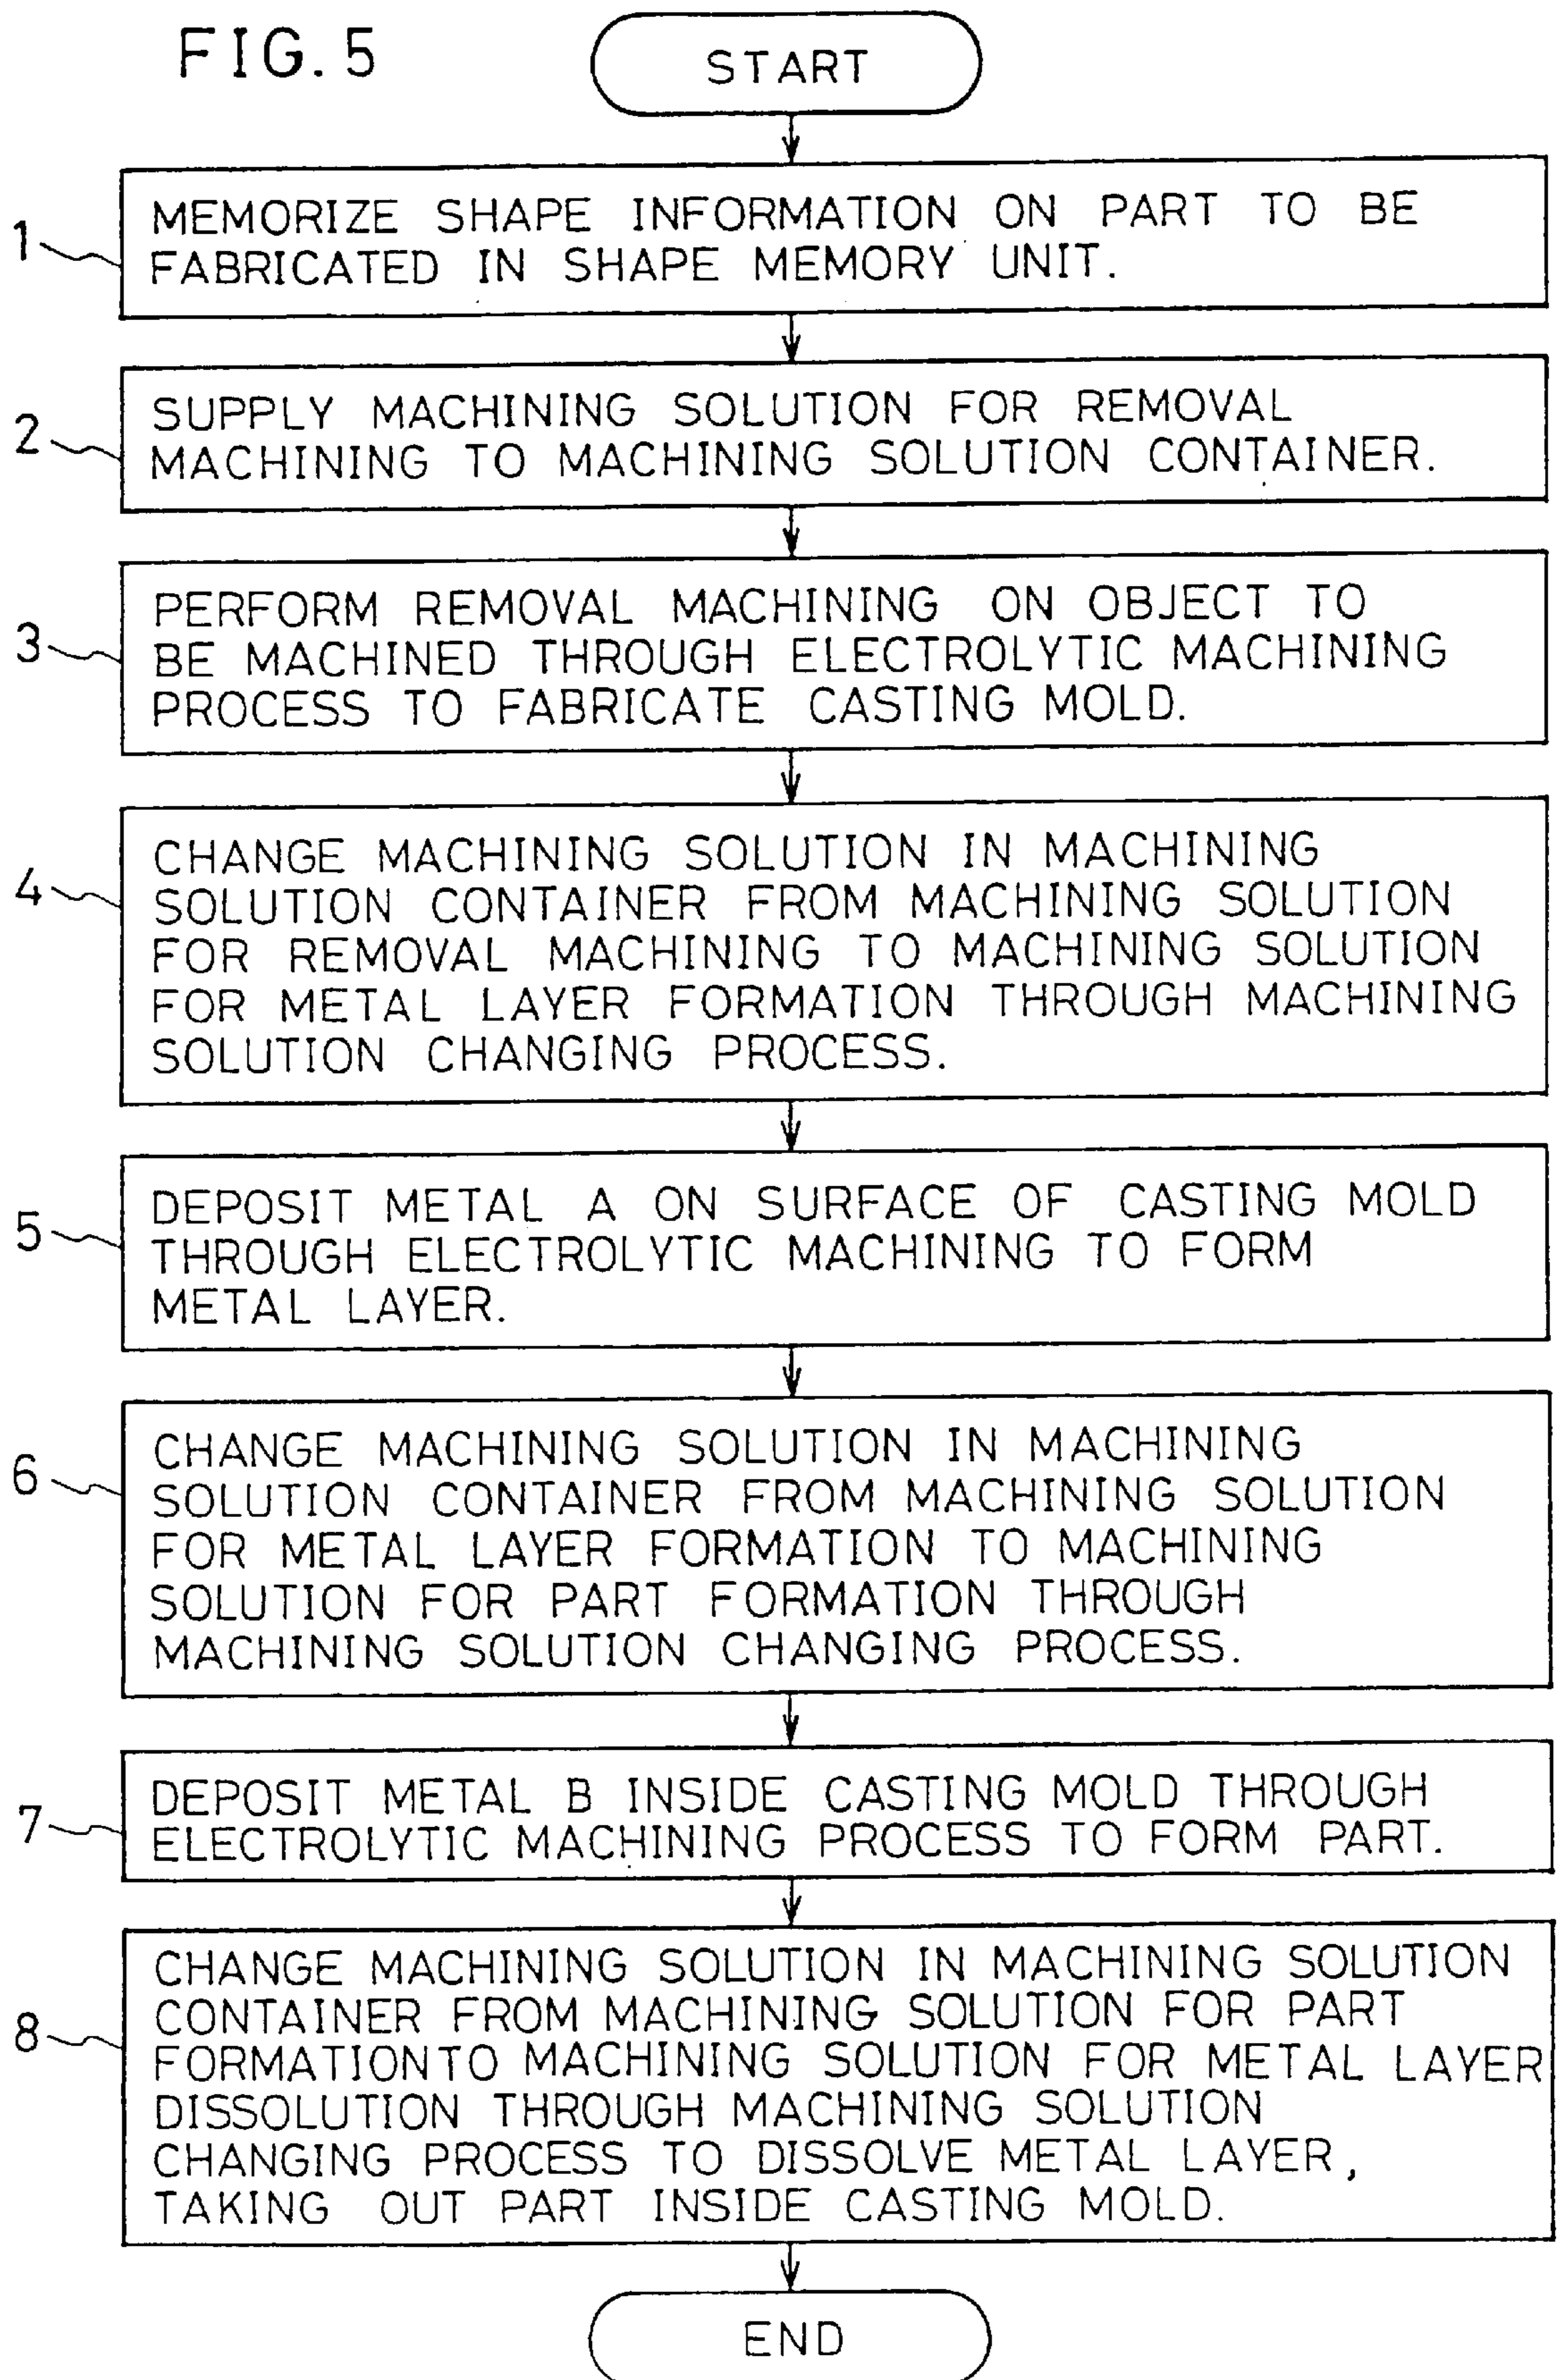 FIG. 5
START
1
MEMORIZE SHAPE INFORMATION ON PART TO BE
FABRICATED IN SHAPE MEMORY UNIT.
2
SUPPLY MACHINING SOLUTION FOR REMOVAL
MACHINING TO MACHINING SOLUTION CONTAINER.
3
PERFORM REMOVAL MACHINING ON OBJECT TO
BE MACHINED THROUGH ELECTROLYTIC MACHINING
PROCESS TO FABRICATE CASTING MOLD.
4
CHANGE MACHINING SOLUTION IN MACHINING
SOLUTION CONTAINER FROM MACHINING SOLUTION
FOR REMOVAL MACHINING TO MACHINING SOLUTION
FOR METAL LAYER FORMATION THROUGH MACHINING
SOLUTION CHANGING PROCESS.
5
DEPOSIT METAL A ON SURFACE OF CASTING MOLD
THROUGH ELECTROLYTIC MACHINING TO FORM
METAL LAYER.
6
CHANGE MACHINING SOLUTION IN MACHINING
SOLUTION CONTAINER FROM MACHINING SOLUTION
FOR METAL LAYER FORMATION TO MACHINING
SOLUTION FOR PART FORMATION THROUGH
MACHINING SOLUTION CHANGING PROCESS.
7
DEPOSIT METAL B INSIDE CASTING MOLD THROUGH
ELECTROLYTIC MACHINING PROCESS TO FORM PART.
8
CHANGE MACHINING SOLUTION IN MACHINING SOLUTION
CONTAINER FROM MACHINING SOLUTION FOR PART
FORMATIONTO MACHINING SOLUTION FOR METAL LAYER
DISSOLUTION THROUGH MACHINING SOLUTION
CHANGING PROCESS TO DISSOLVE METAL LAYER,
TAKING OUT PART INSIDE CASTING MOLD.
END